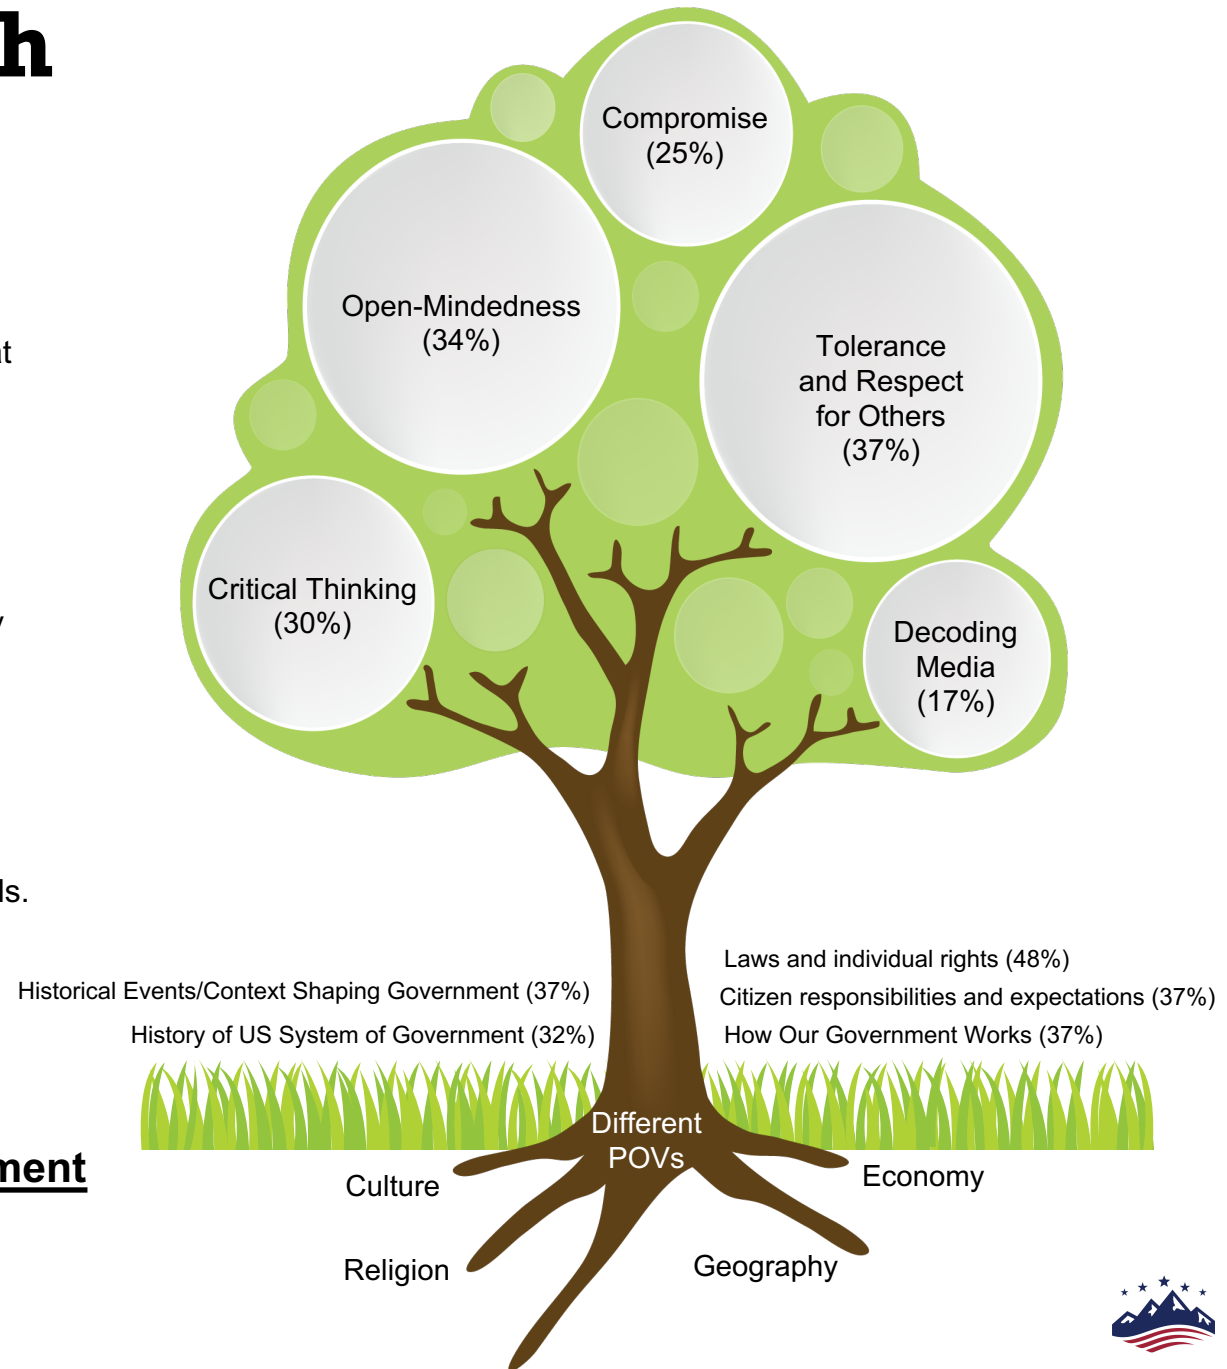 h
Compromise
(25%)
Open-Mindedness
(34%)
Tolerance
and Respect
for Others
(37%)
Critical Thinking
(30%)
Decoding
Media
(17%)
ls.
Laws and individual rights (48%)
Historical Events/Context Shaping Government (37%)
Citizen responsibilities and expectations (37%)
History of US System of Government (32%)
How Our Government Works (37%)
Different
POVs
ment
Culture
Economy
Religion
Geography